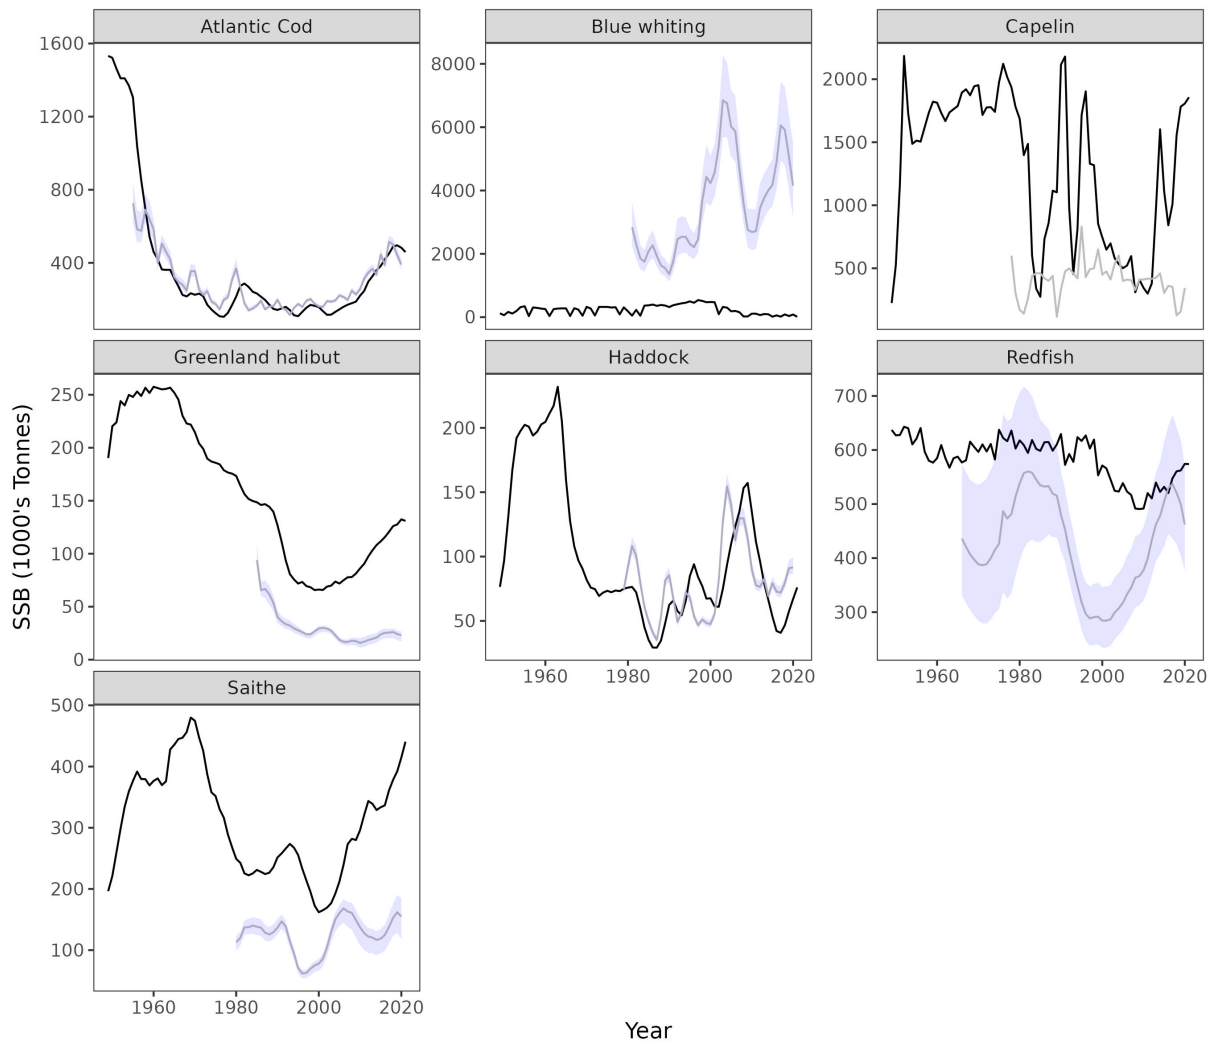 Atlantic Cod
Blue whiting
Capelin
1600
1200
800
400
8000
6000
4000
2000
0
2000
1500
1000
500
Greenland halibut
Haddock
Redfish
250
200
150
100
50
0
200
150
100
50
700
600
500
400
300
1960 1980 2000 2020
1960 1980 2000 2020
Saithe
500
400
300
200
100
1960 1980 2000 2020
SSB (1000's Tonnes)
Year